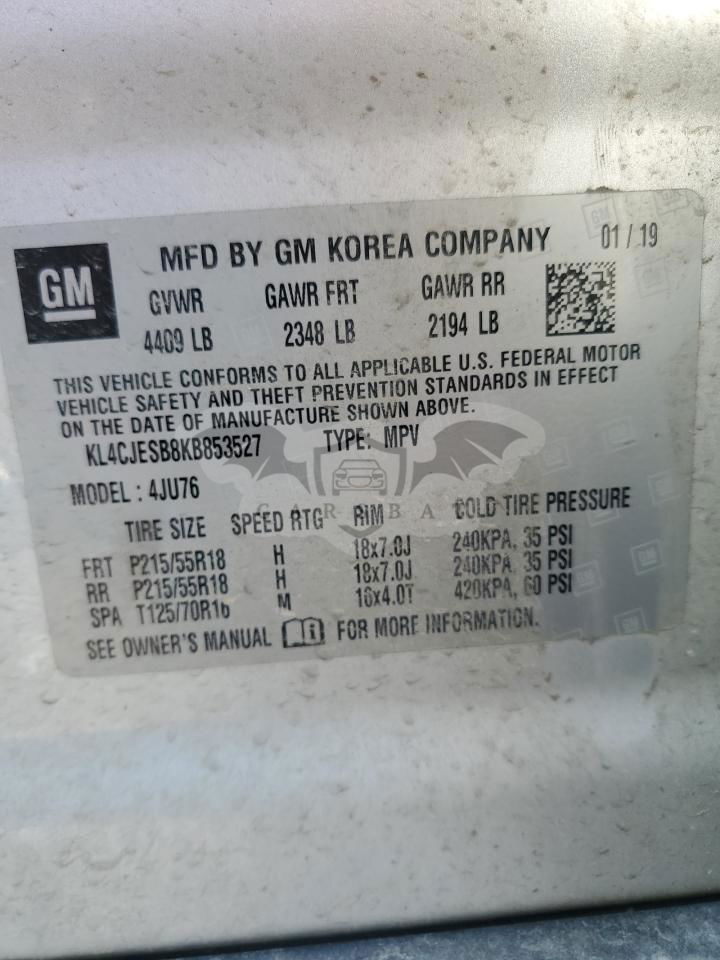 GM
MFD BY GM KOREA COMPANY 01 / 19
GVWR GAWR FRT GAWR RR
4409 LB 2348 LB 2194 LB
THIS VEHICLE CONFORMS TO ALL APPLICABLE U.S. FEDERAL MOTOR
VEHICLE SAFETY AND THEFT PREVENTION STANDARDS IN EFFECT
ON THE DATE OF MANUFACTURE SHOWN ABOVE.
KL4CJESB8KB853527 TYPE: MPV
MODEL : 4JU76
TIRE SIZE SPEED RTG RIM COLD TIRE PRESSURE
FRT P215/55R18 H 18x7.0J 240KPA, 35 PSI
RR P215/55R18 H 18x7.0J 240KPA, 35 PSI
SPA T125/70R16 M 16x4.0T 420KPA, 60 PSI
SEE OWNER'S MANUAL FOR MORE INFORMATION.